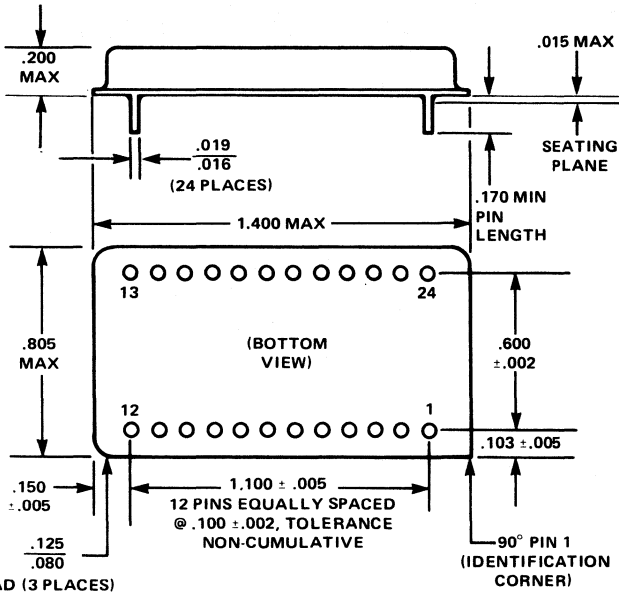 .200
MAX
.015 MAX
SEATING
PLANE
.019
.016
(24 PLACES)
.170 MIN
PIN
LENGTH
1.400 MAX
13
24
.805
MAX
(BOTTOM
VIEW)
.600
±.002
12
1
.103 ±.005
.150
±.005
1.100 ± .005
12 PINS EQUALLY SPACED
@ .100 ±.002, TOLERANCE
NON-CUMULATIVE
.125
.080
(3 PLACES)
90° PIN 1
(IDENTIFICATION
CORNER)